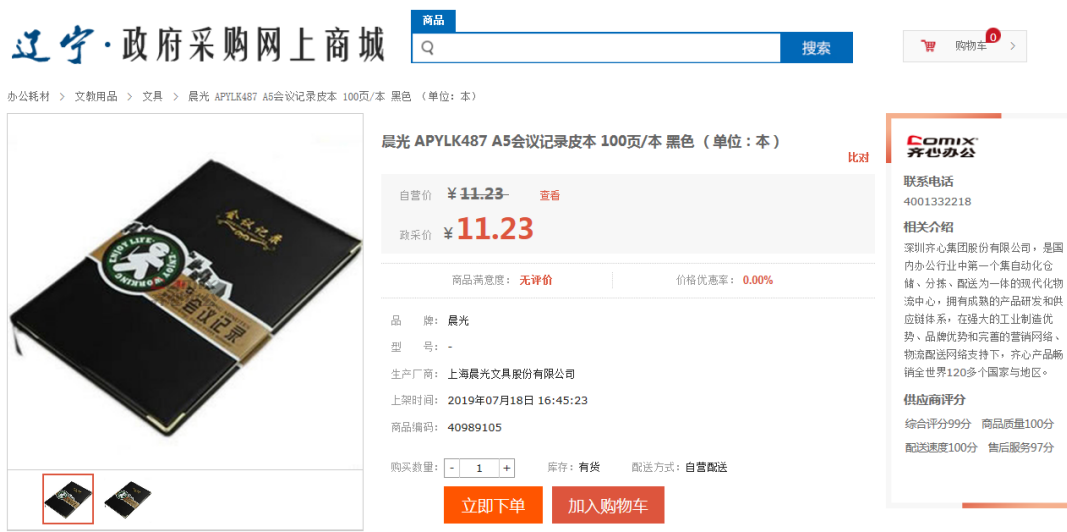 辽宁·政府采购网上商城
商品
搜索
购物车
0
办公耗材 > 文教用品 > 文具 > 晨光 APYLK487 A5会议记录皮本 100页/本 黑色 （单位：本）
会议记录
ENJOY LIFE·
ENJOY WORKING
会议记录
晨光 APYLK487 A5会议记录皮本 100页/本 黑色（单位：本）
比对
自营价 ￥11.23 查看
政采价 ￥11.23
商品满意度： 无评价 价格优惠率： 0.00%
品 牌： 晨光
型 号： -
生产厂商： 上海晨光文具股份有限公司
上架时间： 2019年07月18日 16:45:23
商品编码： 40989105
购买数量： - 1 + 库存：有货 配送方式：自营配送
立即下单 加入购物车
COMIX
齐心办公
联系电话
4001332218
相关介绍
深圳齐心集团股份有限公司，是国
内办公行业中第一个集自动化仓
储、分拣、配送为一体的现代化物
流中心，拥有成熟的产品研发和供
应链体系，在强大的工业制造优
势、品牌优势和完善的营销网络、
物流配送网络支持下，齐心产品畅
销全世界120多个国家与地区。
供应商评分
综合评分99分 商品质量100分
配送速度100分 售后服务97分